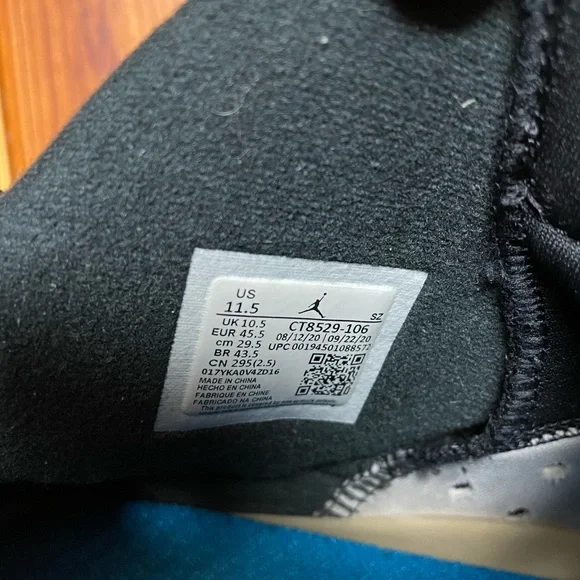 US
11.5
SZ
UK 10.5
EUR 45.5
cm 29.5
BR 43.5
CN 295(2.5)
CT8529-106
08/12/20 | 09/22/20
UPC 00194501088572
017YKA0V4ZD16
MADE IN CHINA
HECHO EN CHINA
FABRIQUE EN CHINE
FABRICADO NA CHINA